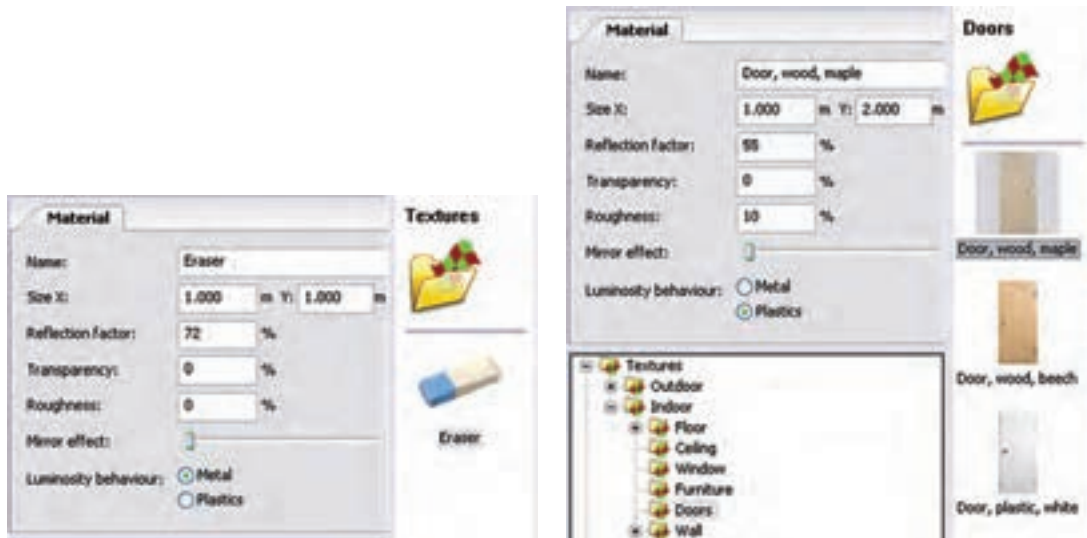 Material
Textures
Name: Eraser
Size X: 1.000 m Y: 1.000 m
Reflection factor: 72 %
Transparency: 0 %
Roughness: 0 %
Mirror effect:
Luminosity behaviour: Metal
Plastics
Eraser
Material
Doors
Name: Door, wood, maple
Size X: 1.000 m Y: 2.000 m
Reflection factor: 55 %
Transparency: 0 %
Roughness: 10 %
Mirror effect:
Luminosity behaviour: Metal
Plastics
Door, wood, maple
Door, wood, beech
Door, plastic, white
Textures
Outdoor
Indoor
Floor
Ceiling
Window
Furniture
Doors
Wall